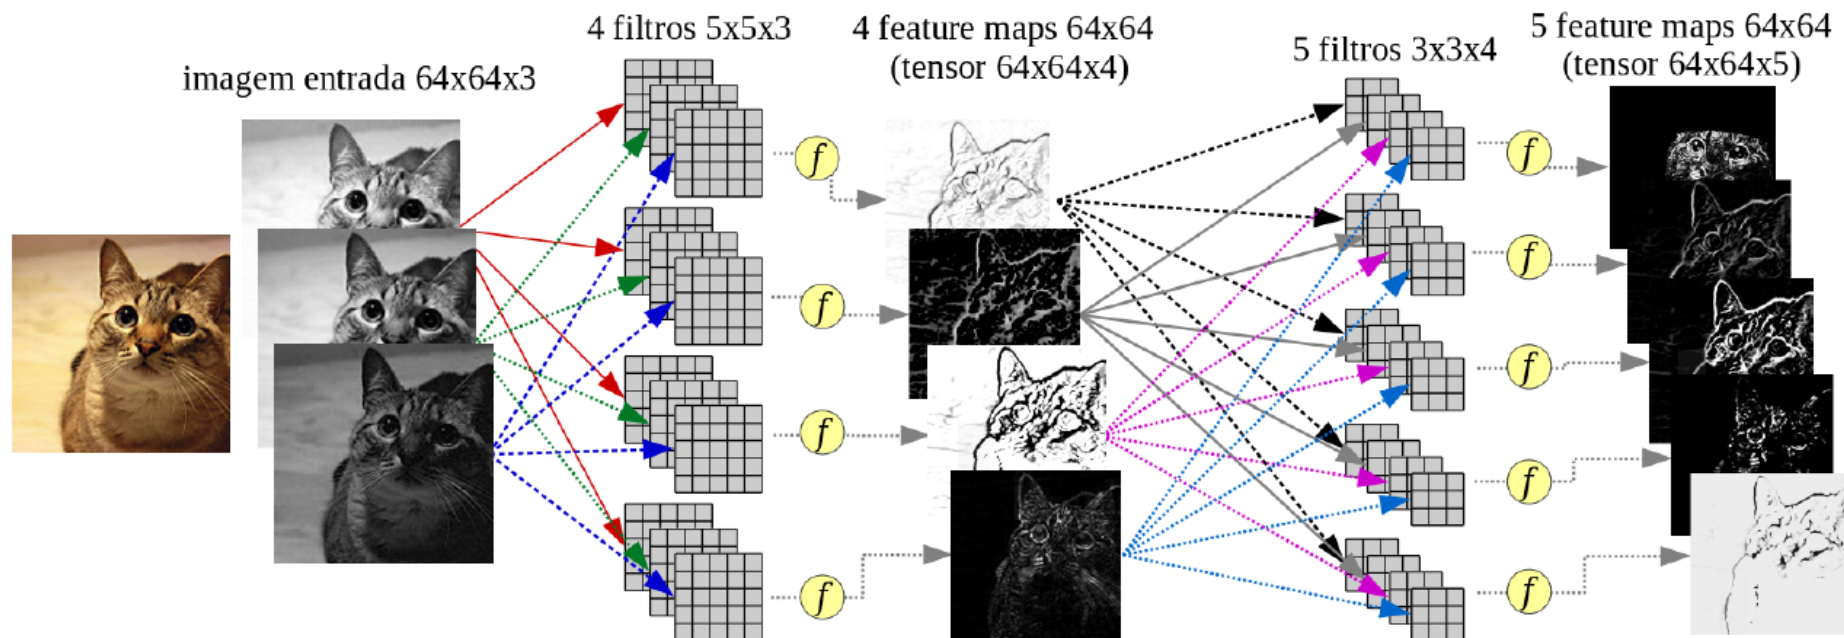 imagem entrada 64x64x3
4 filtros 5x5x3
4 feature maps 64x64
(tensor 64x64x4)
5 filtros 3x3x4
5 feature maps 64x64
(tensor 64x64x5)
f
f
f
f
f
f
f
f
f